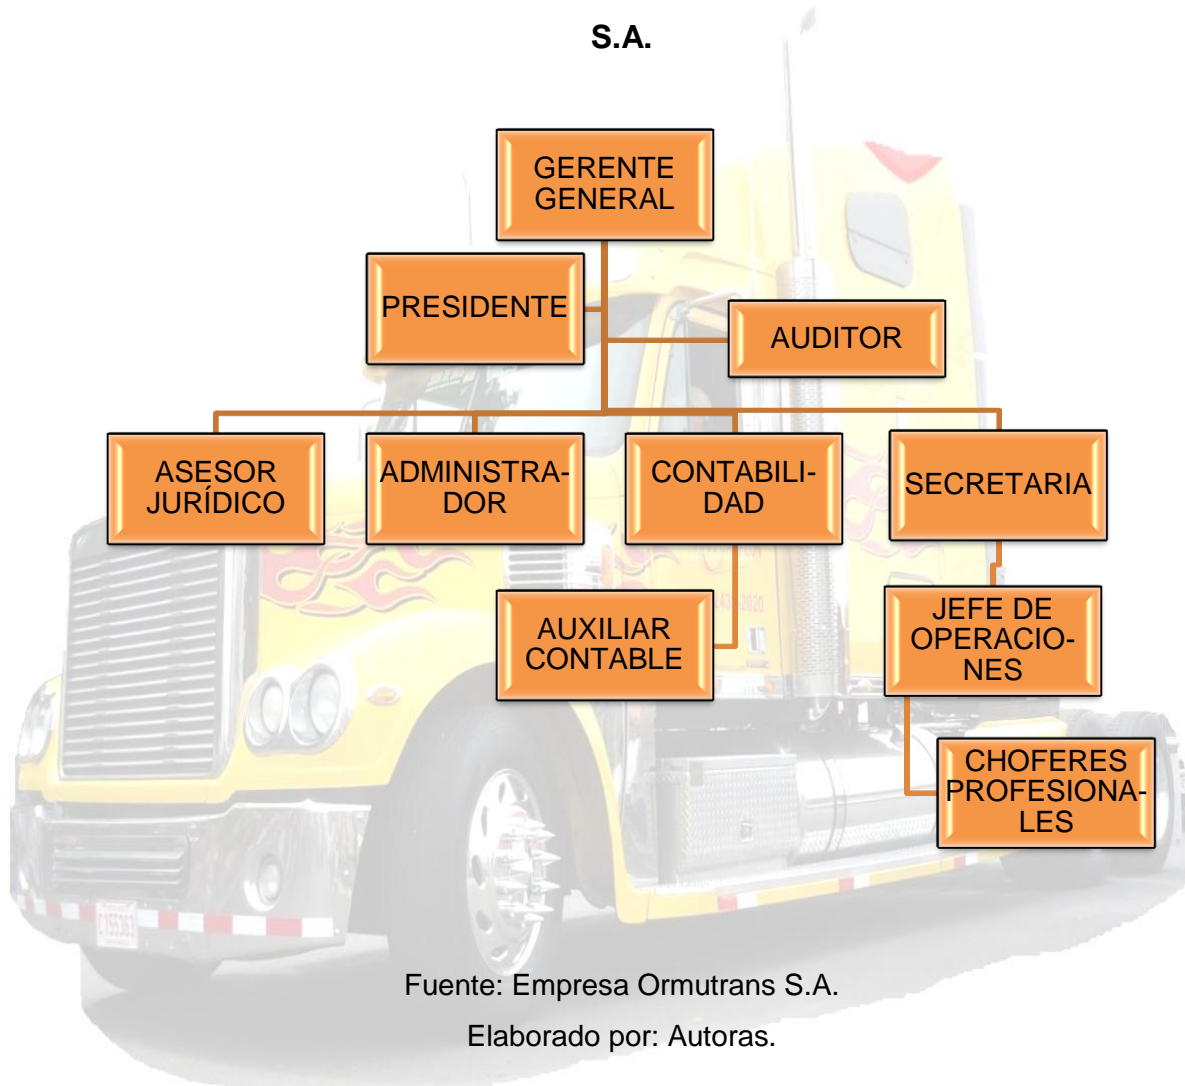 S.A.
GERENTE
GENERAL
PRESIDENTE
AUDITOR
ASESOR
JURÍDICO
ADMINISTRA-
DOR
CONTABILI-
DAD
SECRETARIA
AUXILIAR
CONTABLE
JEFE DE
OPERACIO-
NES
CHOFERES
PROFESIONA-
LES
C155363
Fuente: Empresa Ormutrans S.A.
Elaborado por: Autoras.